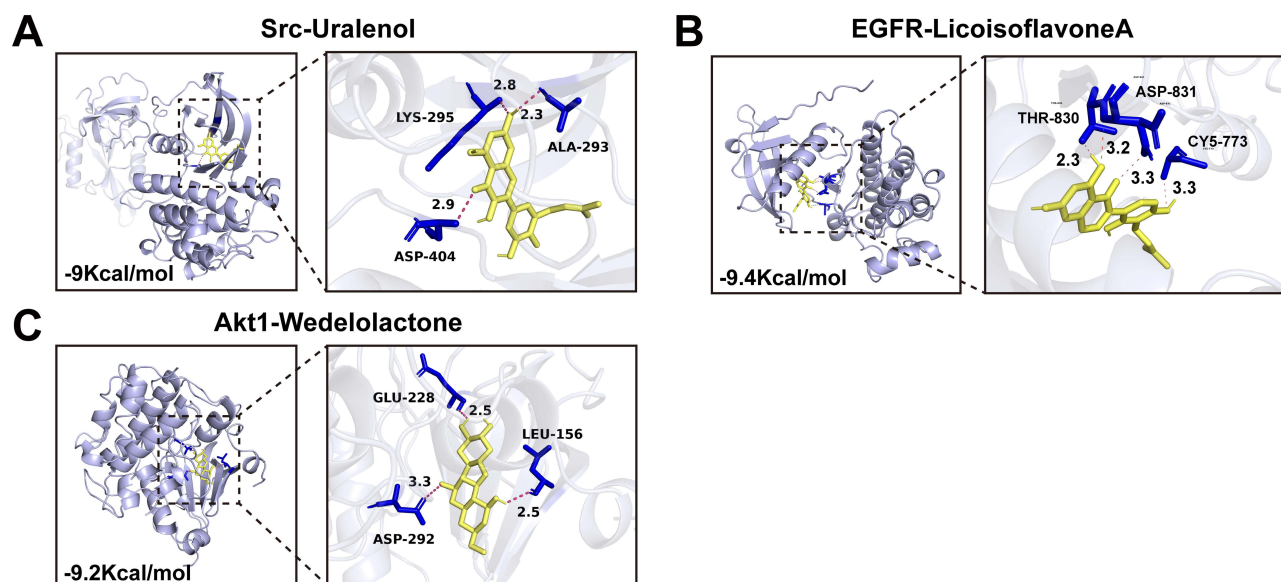 A
Src-Uralenol
-9Kcal/mol
2.8
LYS-295
2.3
ALA-293
2.9
ASP-404
B
EGFR-LicoisoflavoneA
-9.4Kcal/mol
ASP-831
THR-830
CY5-773
3.2
2.3
3.3
3.3
C
Akt1-Wedelolactone
-9.2Kcal/mol
GLU-228
2.5
LEU-156
3.3
2.5
ASP-292